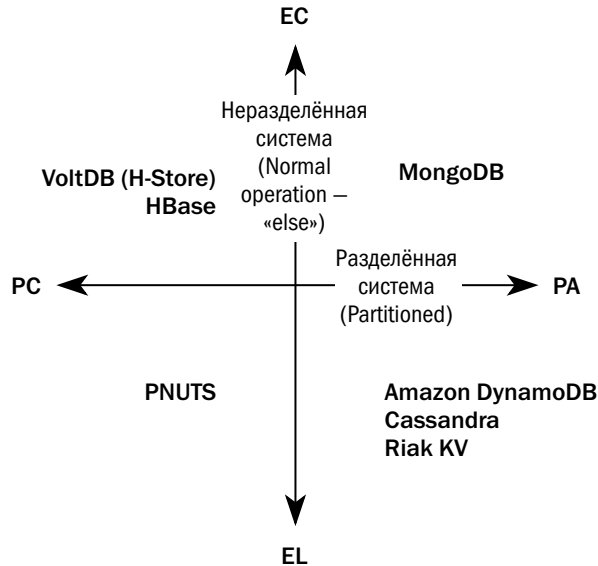 EC
Неразделённая
система
(Normal
operation —
«else»)
VoltDB (H-Store)
HBase
MongoDB
Разделённая
система
(Partitioned)
PC
PA
PNUTS
Amazon DynamoDB
Cassandra
Riak KV
EL